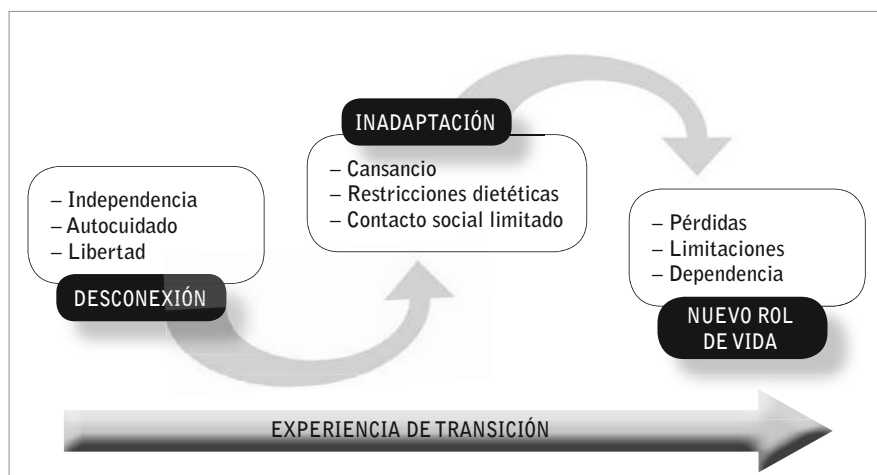 – Independencia
– Autocuidado
– Libertad
DESCONEXIÓN
INADAPTACIÓN
– Cansancio
– Restricciones dietéticas
– Contacto social limitado
– Pérdidas
– Limitaciones
– Dependencia
NUEVO ROL
DE VIDA
EXPERIENCIA DE TRANSICIÓN